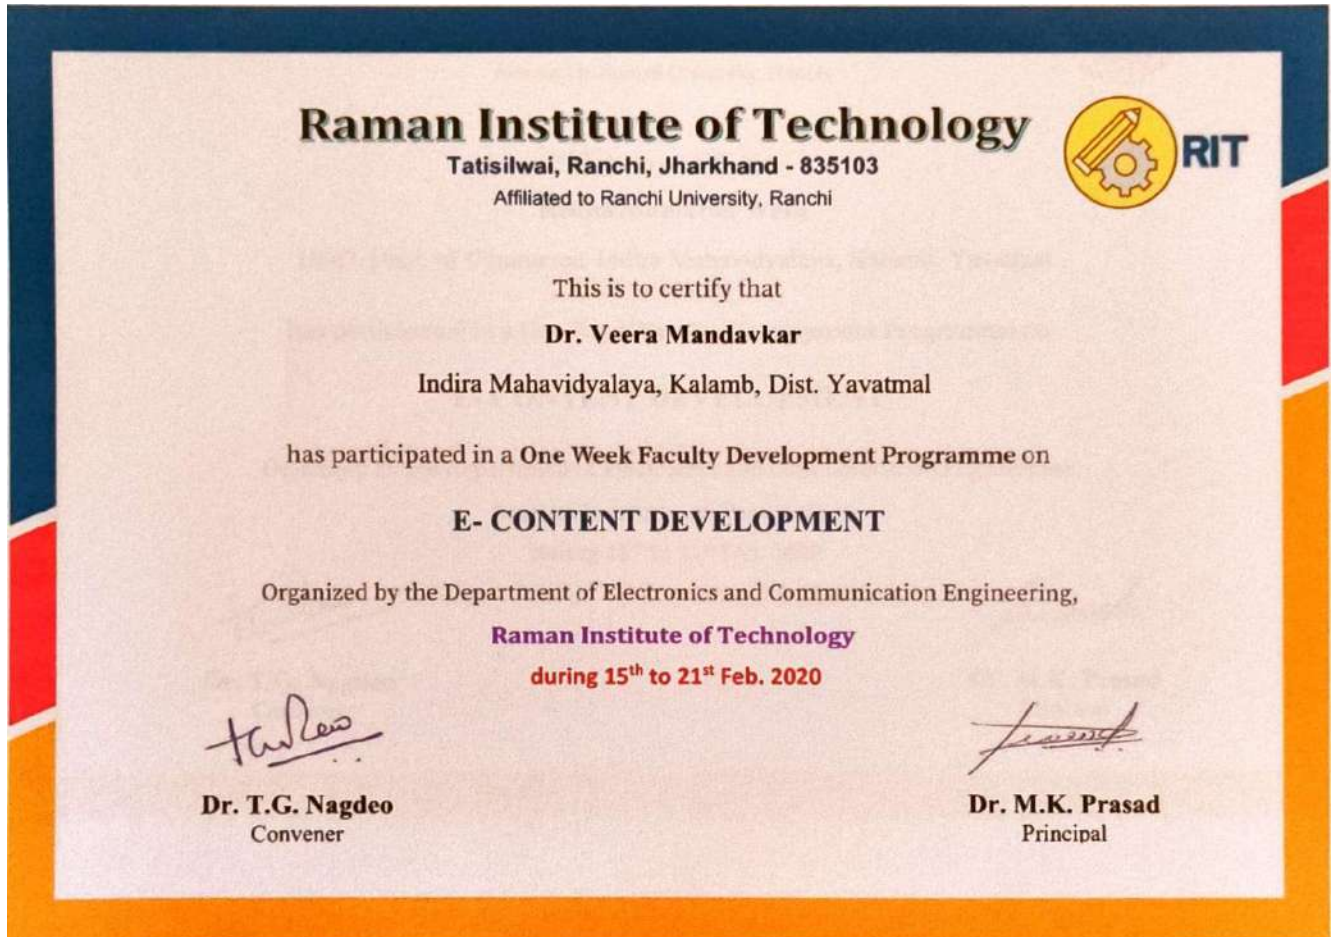 Raman Institute of Technology
RIT
Tatisilwai, Ranchi, Jharkhand - 835103
Affiliated to Ranchi University, Ranchi
This is to certify that
Dr. Veera Mandavkar
Indira Mahavidyalaya, Kalamb, Dist. Yavatmal
has participated in a One Week Faculty Development Programme on
E- CONTENT DEVELOPMENT
Organized by the Department of Electronics and Communication Engineering,
Raman Institute of Technology
during 15th to 21st Feb. 2020
Dr. T.G. Nagdeo
Convener
Dr. M.K. Prasad
Principal